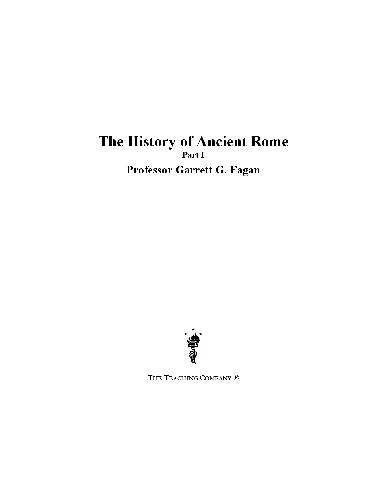 The History of Ancient Rome
Part I
Professor Garrett G. Fagan
THE TEACHING COMPANY ®